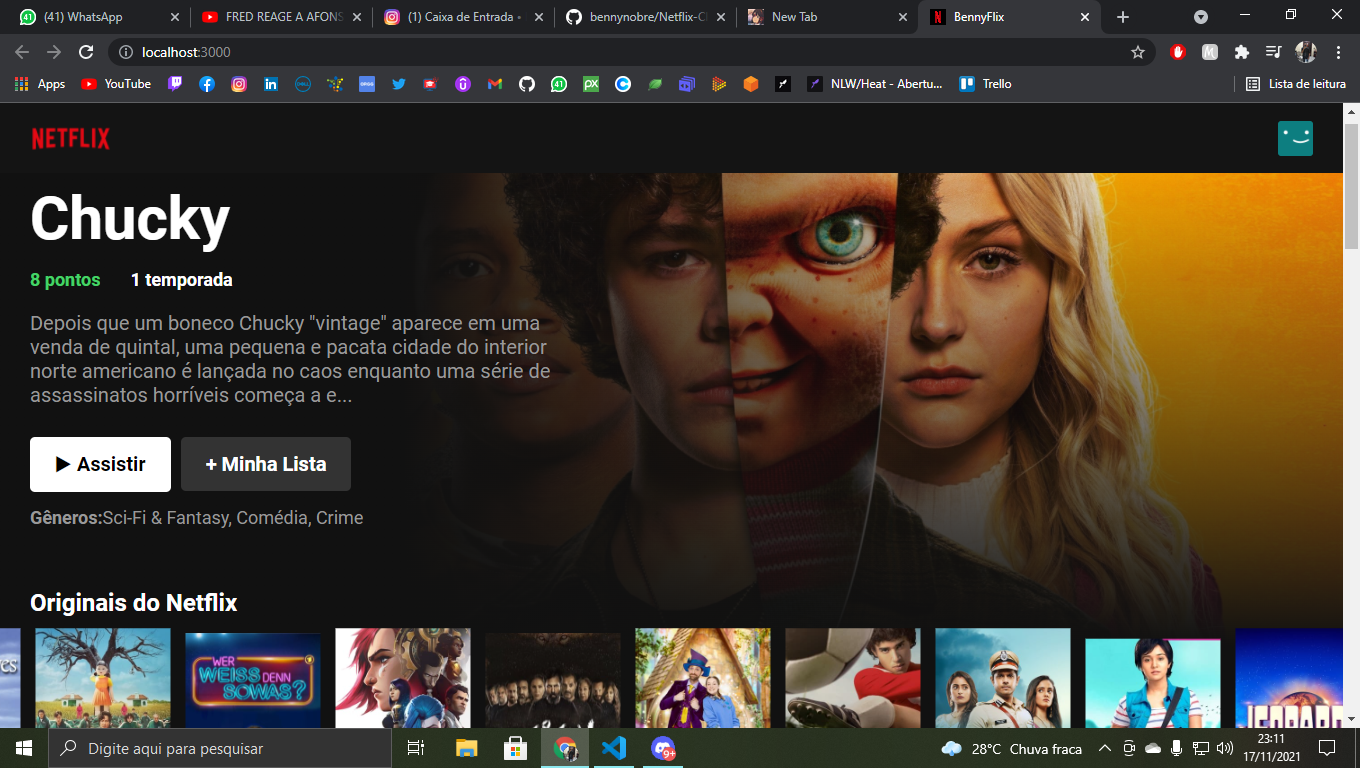 (41) WhatsApp
FRED REAGE A AFONS
(1) Caixa de Entrada •
bennynobre/Netflix-Cl
New Tab
BennyFlix
localhost:3000
Apps
YouTube
NLW/Heat - Abertu...
Trello
Lista de leitura
NETFLIX
Chucky
8 pontos 1 temporada
Depois que um boneco Chucky "vintage" aparece em uma
venda de quintal, uma pequena e pacata cidade do interior
norte americano é lançada no caos enquanto uma série de
assassinatos horríveis começa a e...
Assistir
+ Minha Lista
Gêneros:Sci-Fi & Fantasy, Comédia, Crime
Originais do Netflix
WER
WEISS DENN
SOWAS?
Digite aqui para pesquisar
28°C Chuva fraca
23:11
17/11/2021